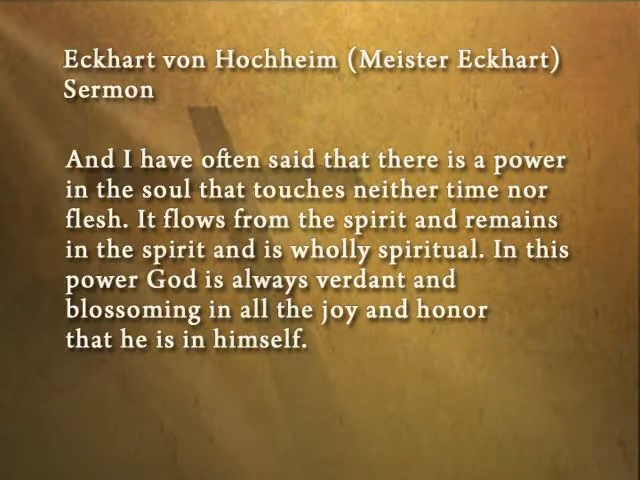 Eckhart von Hochheim (Meister Eckhart)
Sermon
And I have often said that there is a power
in the soul that touches neither time nor
flesh. It flows from the spirit and remains
in the spirit and is wholly spiritual. In this
power God is always verdant and
blossoming in all the joy and honor
that he is in himself.